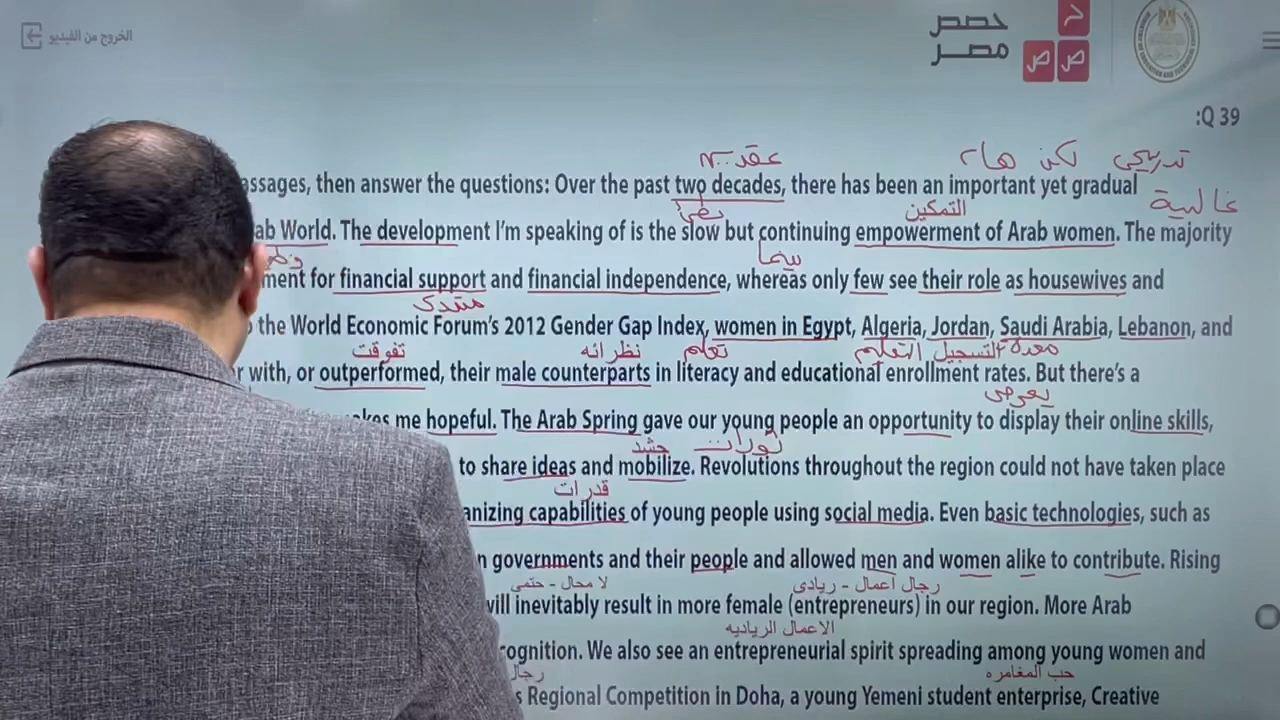 الخروج من الفيديو
حصص
مصر
ح
ص ص
:Q 39
تدريجى لكن هام
عقد
assages, then answer the questions: Over the past two decades, there has been an important yet gradual
غالبية
التمكين
بطئ
ab World. The development I'm speaking of is the slow but continuing empowerment of Arab women. The majority
بينما
ment for financial support and financial independence, whereas only few see their role as housewives and
منتدى
the World Economic Forum's 2012 Gender Gap Index, women in Egypt, Algeria, Jordan, Saudi Arabia, Lebanon, and
معدل التسجيل التعليم
تعلم
نظرائه
تفوقت
r with, or outperformed, their male counterparts in literacy and educational enrollment rates. But there's a
يعرض
kes me hopeful. The Arab Spring gave our young people an opportunity to display their online skills,
ثورات
حشد
to share ideas and mobilize. Revolutions throughout the region could not have taken place
قدرات
anizing capabilities of young people using social media. Even basic technologies, such as
n governments and their people and allowed men and women alike to contribute. Rising
رجال اعمال - ريادى
لا محال - حتمى
will inevitably result in more female (entrepreneurs) in our region. More Arab
الاعمال الرياديه
cognition. We also see an entrepreneurial spirit spreading among young women and
حب المغامره
رجال
s Regional Competition in Doha, a young Yemeni student enterprise, Creative